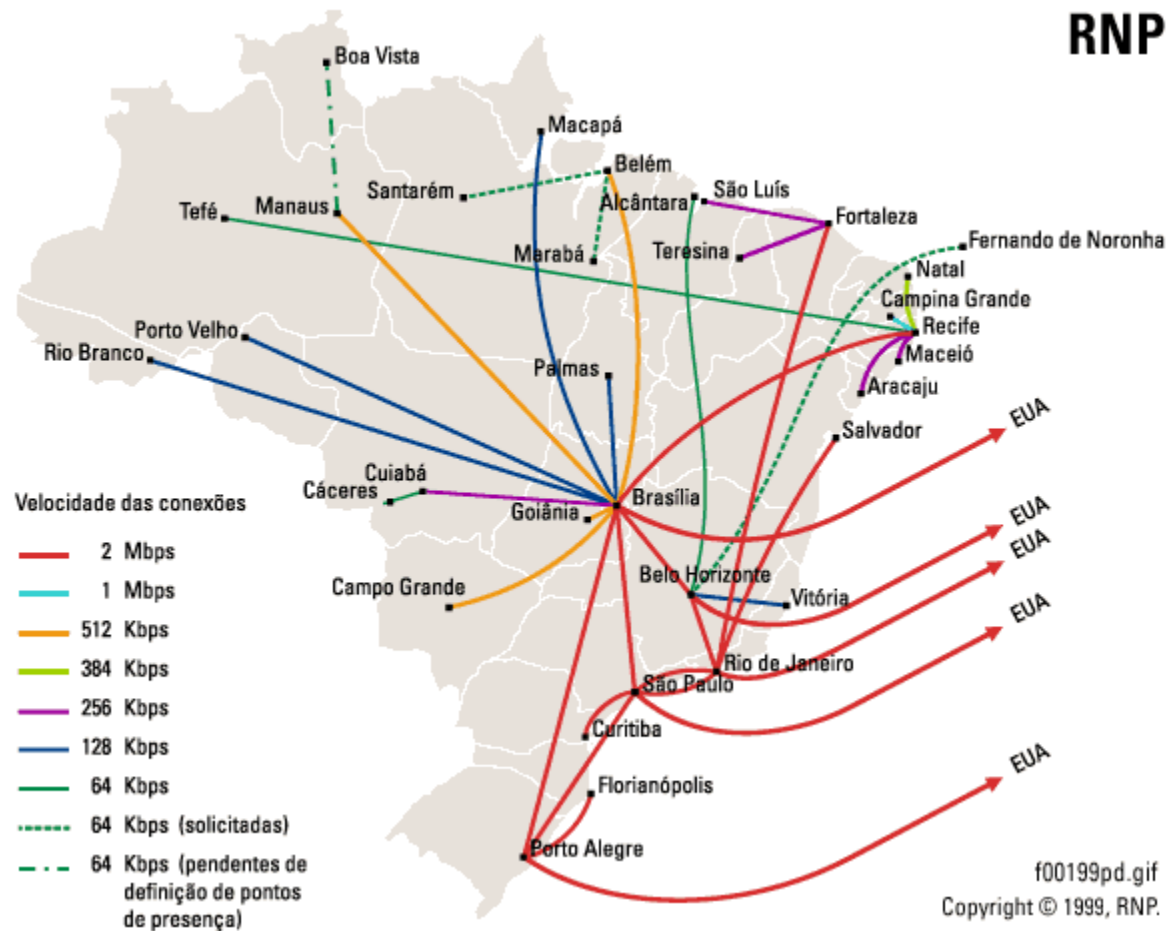 RNP
Boa Vista
Macapá
Belém
Santarém
São Luís
Alcântara
Tefé
Manaus
Fortaleza
Teresina
Marabá
Fernando de Noronha
Natal
Campina Grande
Recife
Porto Velho
Rio Branco
Maceió
Palmas
Aracaju
EUA
Salvador
Cuiabá
Cáceres
Brasília
Goiânia
EUA
EUA
Belo Horizonte
Campo Grande
Vitória
EUA
Rio de Janeiro
São Paulo
Curitiba
EUA
Florianópolis
Porto Alegre
Velocidade das conexões
2 Mbps
1 Mbps
512 Kbps
384 Kbps
256 Kbps
128 Kbps
64 Kbps
64 Kbps (solicitadas)
64 Kbps (pendentes de
definição de pontos
de presença)
f00199pd.gif
Copyright © 1999, RNP.